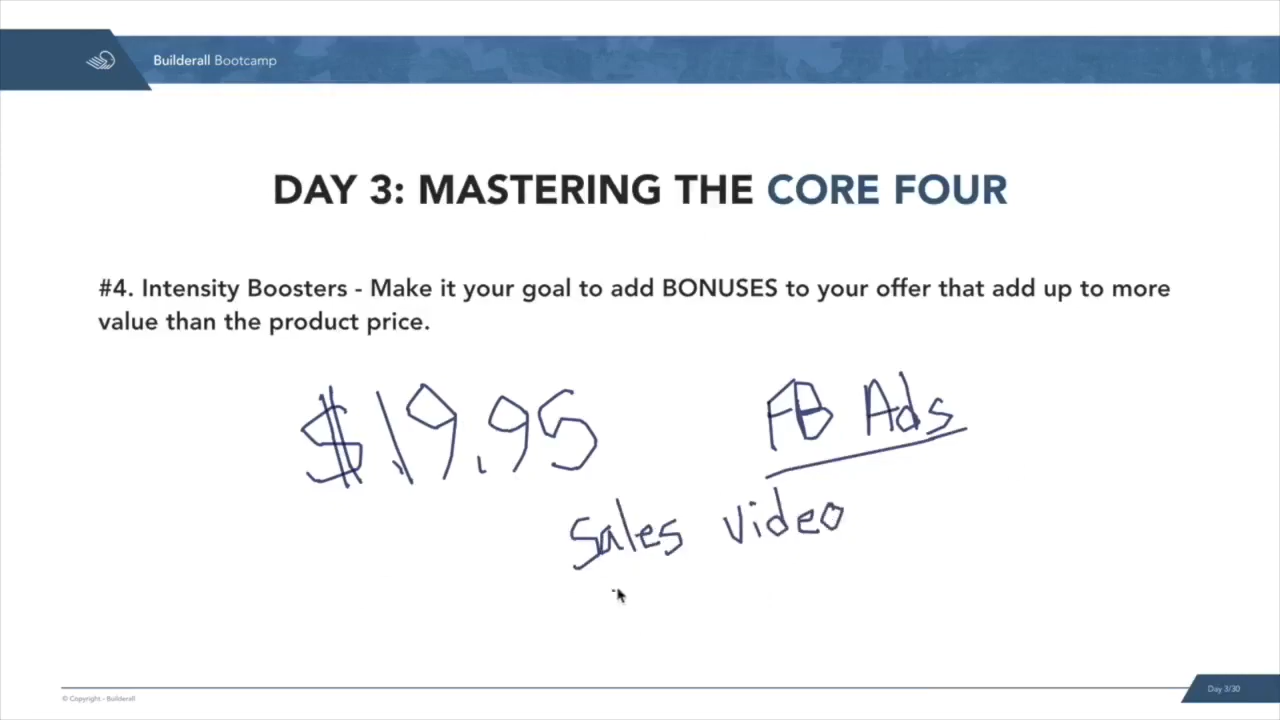 Builderall Bootcamp
DAY 3: MASTERING THE CORE FOUR
#4. Intensity Boosters - Make it your goal to add BONUSES to your offer that add up to more
value than the product price.
$19.95
FB Ads
Sales video
© Copyright - Builderall
Day 3/30